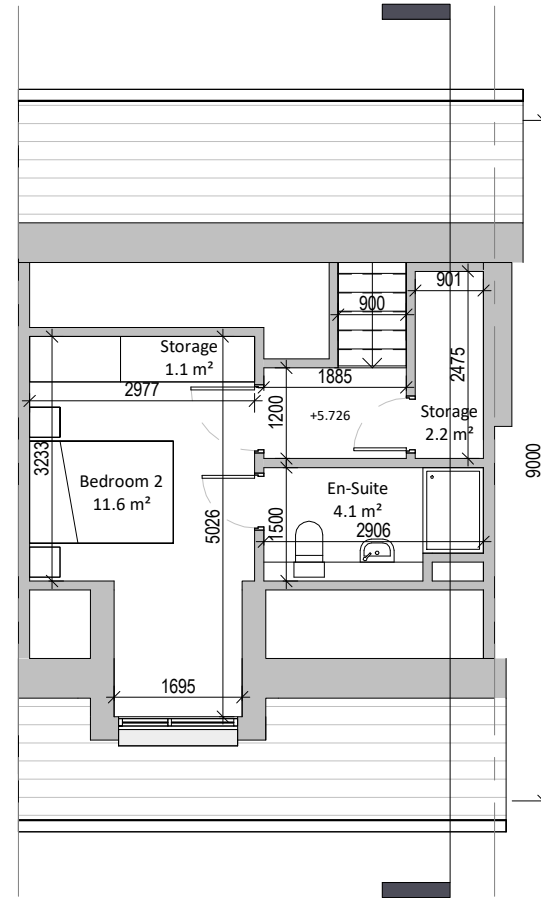 901
900
Storage
1.1 m²
1885
2475
2977
1200
+5.726
Storage
2.2 m²
3233
Bedroom 2
11.6 m²
5026
1500
En-Suite
4.1 m²
2906
9000
1695